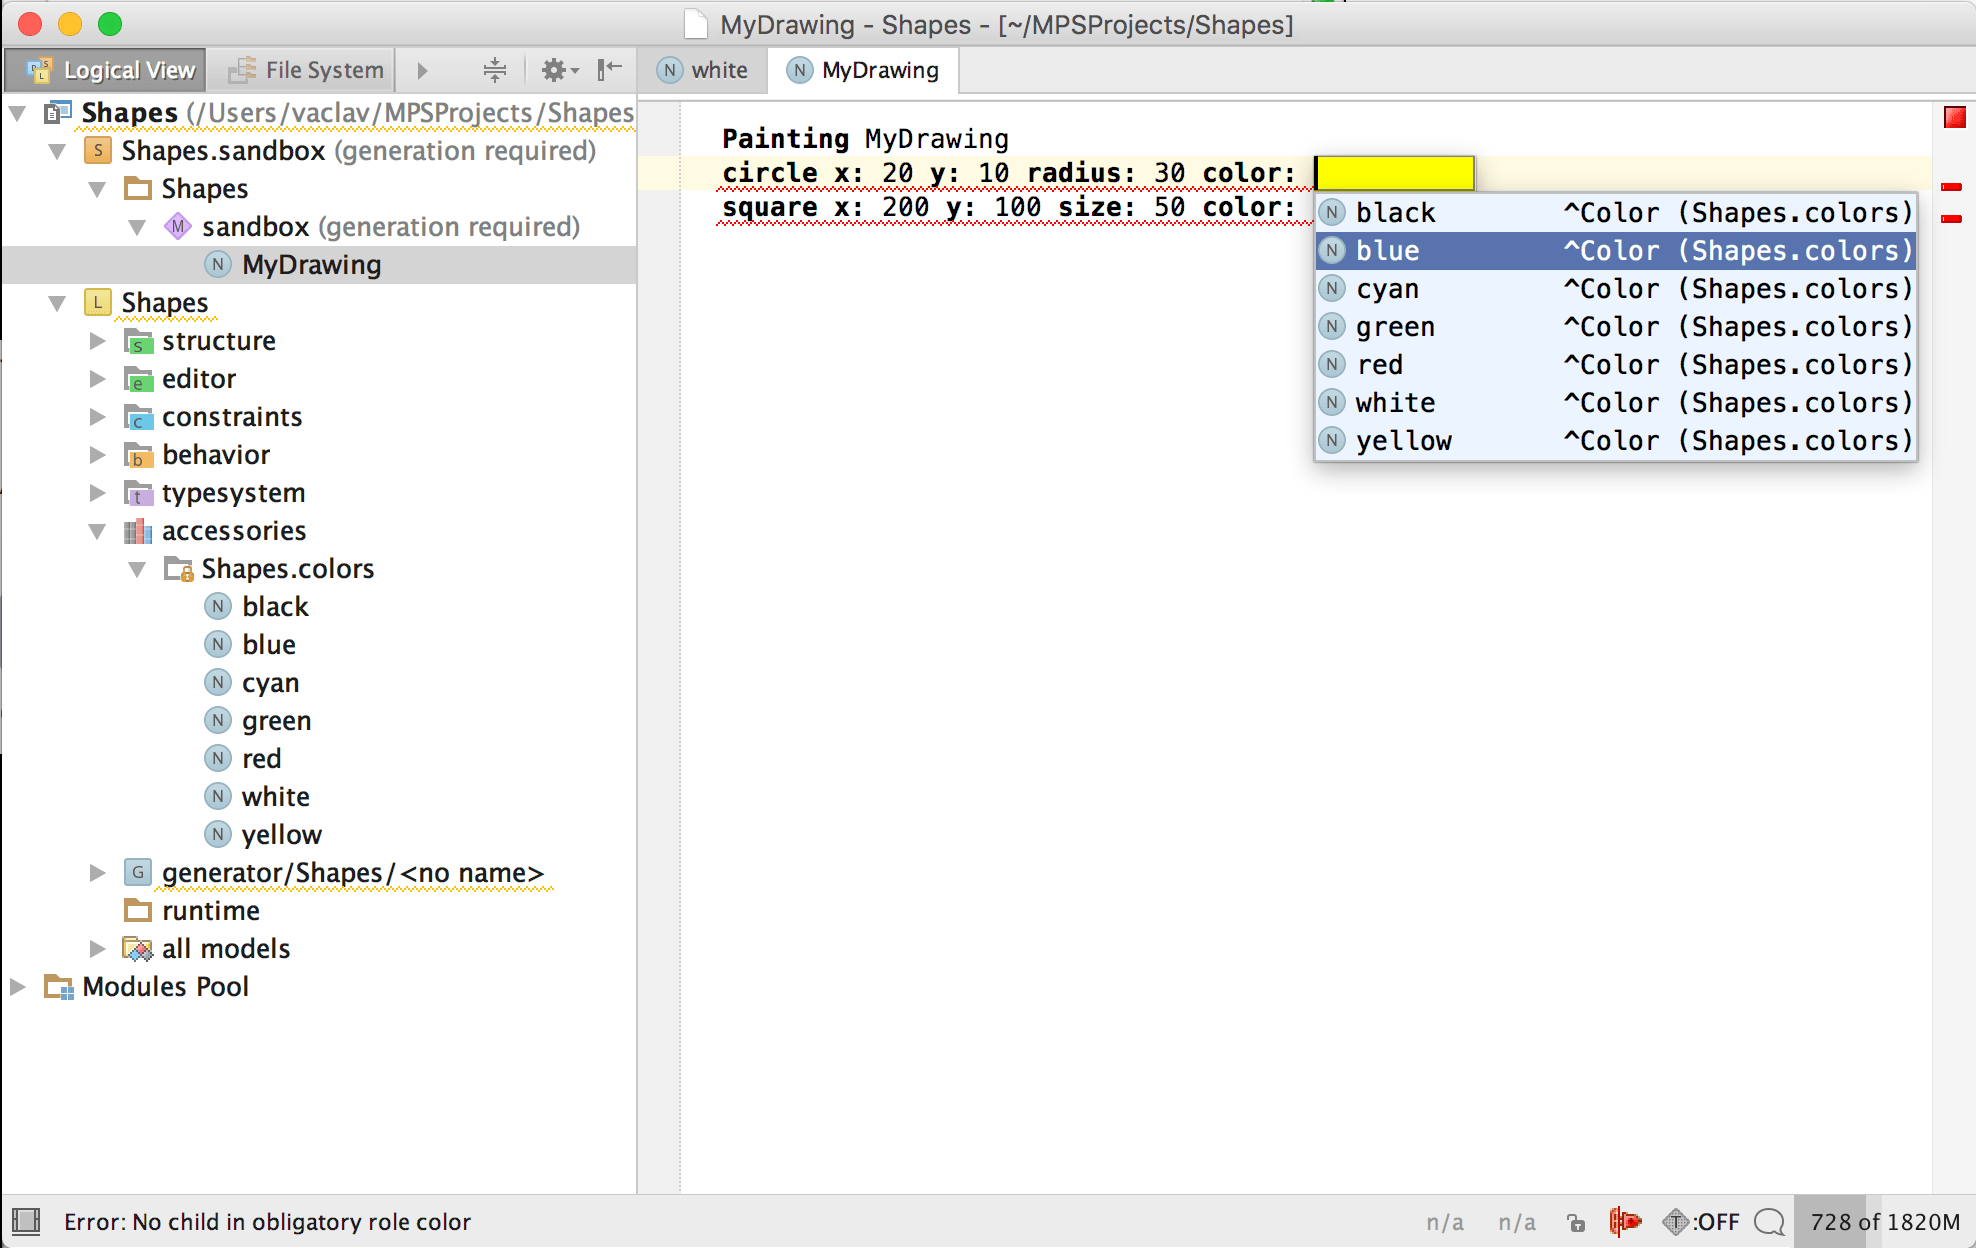 MyDrawing - Shapes - [~/MPSProjects/Shapes]
Logical View
File System
white
MyDrawing
Shapes (/Users/vaclav/MPSProjects/Shapes
S Shapes.sandbox (generation required)
Shapes
M sandbox (generation required)
N MyDrawing
L Shapes
s structure
e editor
c constraints
b behavior
t typesystem
accessories
Shapes.colors
N black
N blue
N cyan
N green
N red
N white
N yellow
G generator/Shapes/<no name>
runtime
all models
Modules Pool
Painting MyDrawing
circle x: 20 y: 10 radius: 30 color:
square x: 200 y: 100 size: 50 color:
N black ^Color (Shapes.colors)
N blue ^Color (Shapes.colors)
N cyan ^Color (Shapes.colors)
N green ^Color (Shapes.colors)
N red ^Color (Shapes.colors)
N white ^Color (Shapes.colors)
N yellow ^Color (Shapes.colors)
Error: No child in obligatory role color
n/a
n/a
T :OFF
728 of 1820M